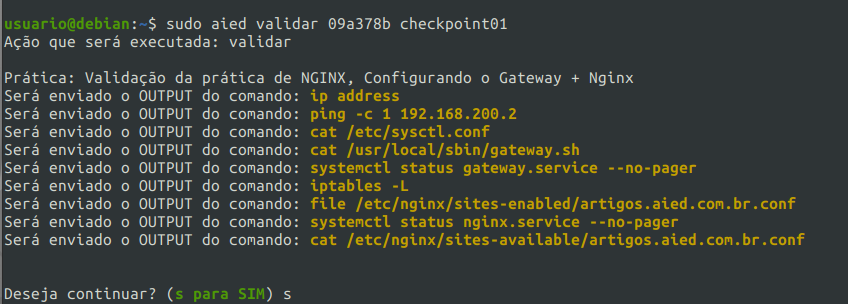 usuario@debian:~$ sudo aied validar 09a378b checkpoint01
Ação que será executada: validar
Prática: Validação da prática de NGINX, Configurando o Gateway + Nginx
Será enviado o OUTPUT do comando: ip address
Será enviado o OUTPUT do comando: ping -c 1 192.168.200.2
Será enviado o OUTPUT do comando: cat /etc/sysctl.conf
Será enviado o OUTPUT do comando: cat /usr/local/sbin/gateway.sh
Será enviado o OUTPUT do comando: systemctl status gateway.service --no-pager
Será enviado o OUTPUT do comando: iptables -L
Será enviado o OUTPUT do comando: file /etc/nginx/sites-enabled/artigos.aied.com.br.conf
Será enviado o OUTPUT do comando: systemctl status nginx.service --no-pager
Será enviado o OUTPUT do comando: cat /etc/nginx/sites-available/artigos.aied.com.br.conf
Deseja continuar? (s para SIM) s